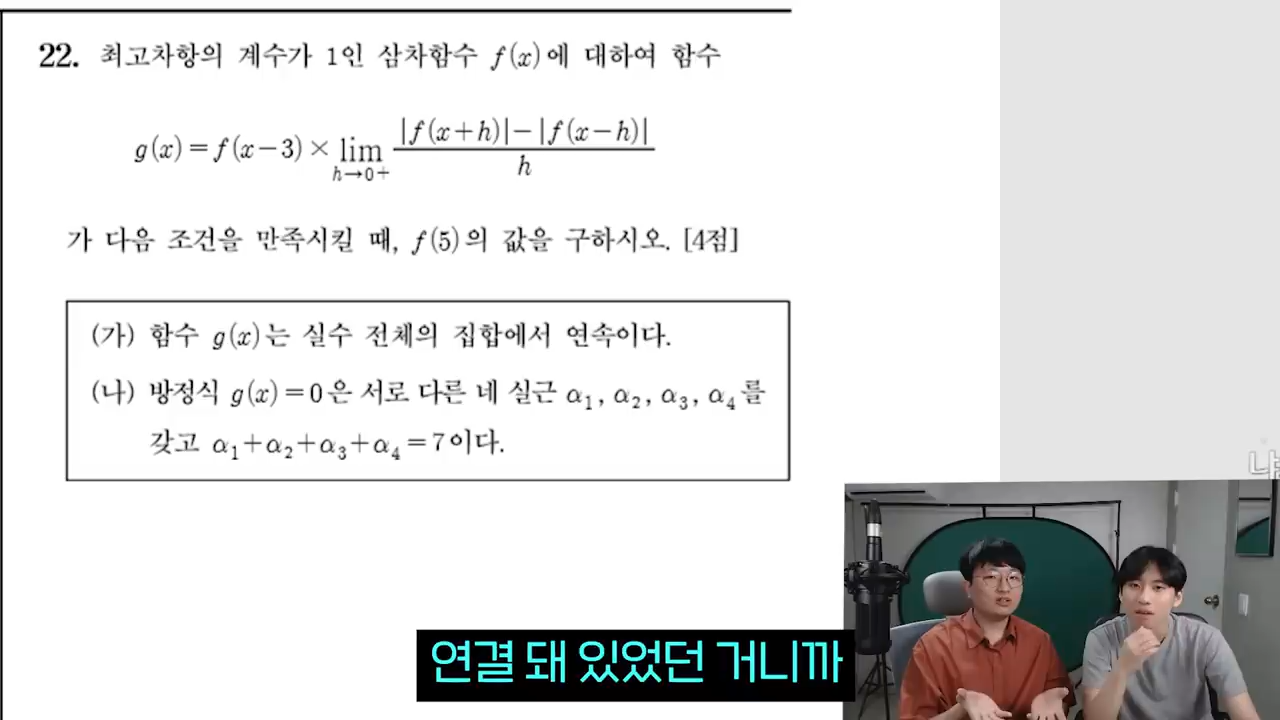 22. 최고차항의 계수가 1인 삼차함수 f(x)에 대하여 함수
g(x)=f(x-3)×lim_{h→0+} \frac{|f(x+h)|-|f(x-h)|}{h}
가 다음 조건을 만족시킬 때, f(5)의 값을 구하시오. [4점]
(가) 함수 g(x)는 실수 전체의 집합에서 연속이다.
(나) 방정식 g(x)=0은 서로 다른 네 실근 α₁, α₂, α₃, α₄를
갖고 α₁+α₂+α₃+α₄=7이다.
연결 돼 있었던 거니까